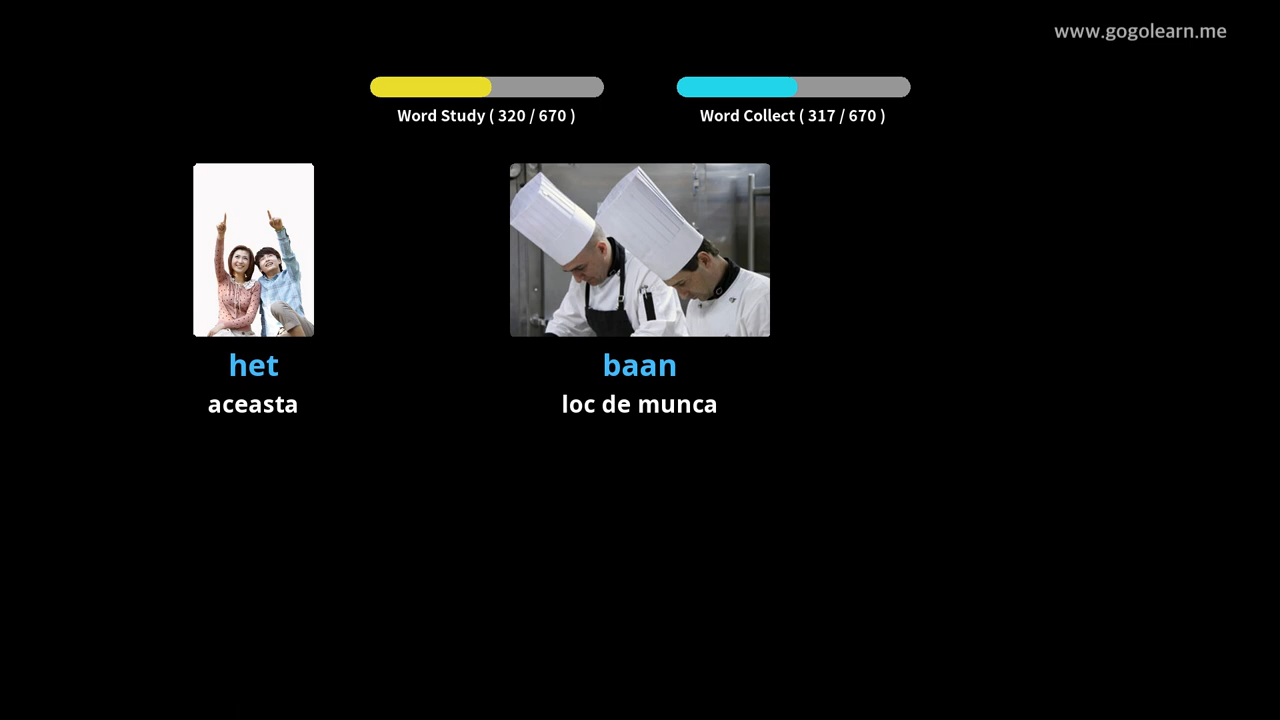 www.gogolearn.me
Word Study ( 320 / 670 )
Word Collect ( 317 / 670 )
het
aceasta
baan
loc de munca